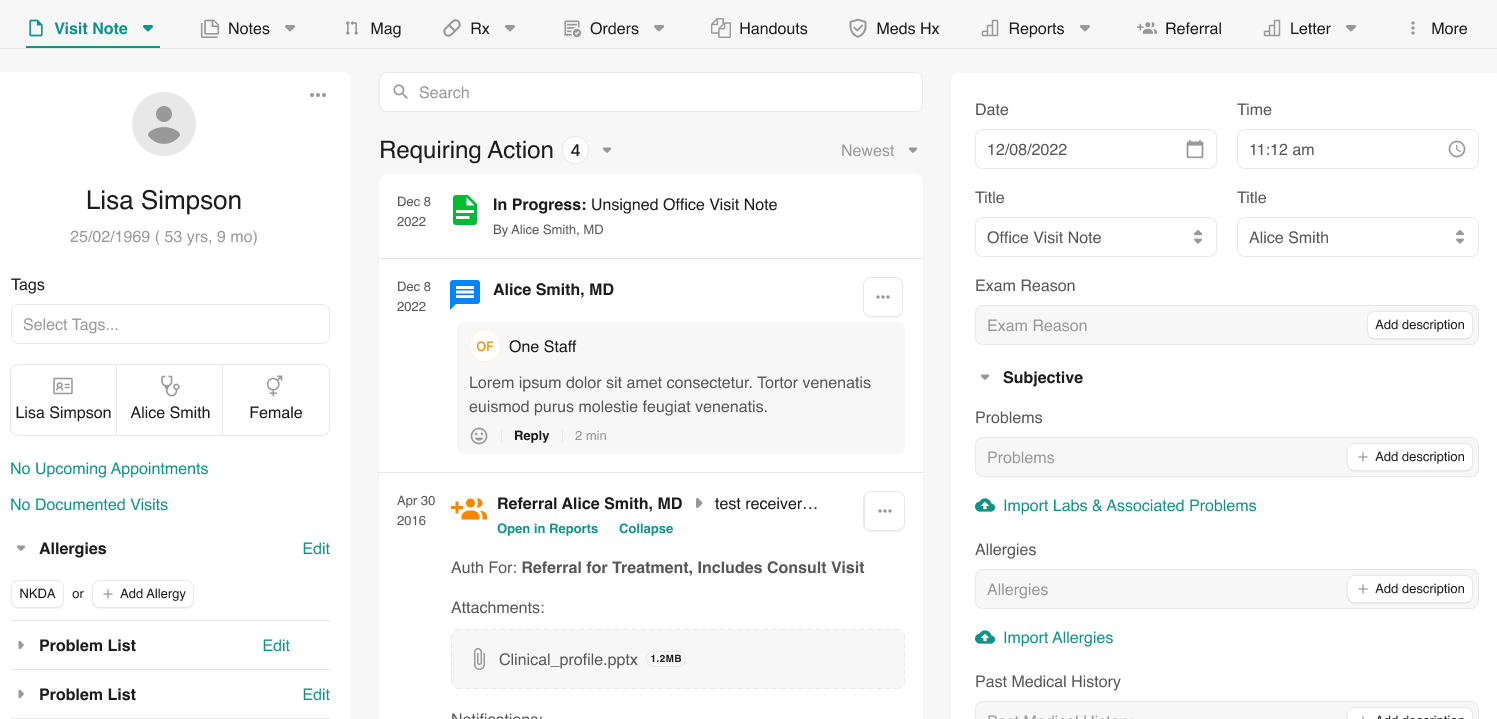 Visit Note Notes Mag Rx Orders Handouts Meds Hx Reports Referral Letter More
Lisa Simpson
25/02/1969 ( 53 yrs, 9 mo)
Tags
Select Tags...
Lisa Simpson Alice Smith Female
No Upcoming Appointments
No Documented Visits
Allergies Edit
NKDA or + Add Allergy
Problem List Edit
Problem List Edit
Search
Requiring Action 4 Newest
Dec 8
2022
In Progress: Unsigned Office Visit Note
By Alice Smith, MD
Dec 8
2022
Alice Smith, MD
OF One Staff
Lorem ipsum dolor sit amet consectetur. Tortor venenatis
euismod purus molestie feugiat venenatis.
Reply 2 min
Apr 30
2016
Referral Alice Smith, MD test receiver…
Open in Reports Collapse
Auth For: Referral for Treatment, Includes Consult Visit
Attachments:
Clinical_profile.pptx 1.2MB
Notifications:
Date Time
12/08/2022 11:12 am
Title Title
Office Visit Note Alice Smith
Exam Reason
Exam Reason Add description
Subjective
Problems
Problems + Add description
Import Labs & Associated Problems
Allergies
Allergies + Add description
Import Allergies
Past Medical History
Past Medical History + Add description